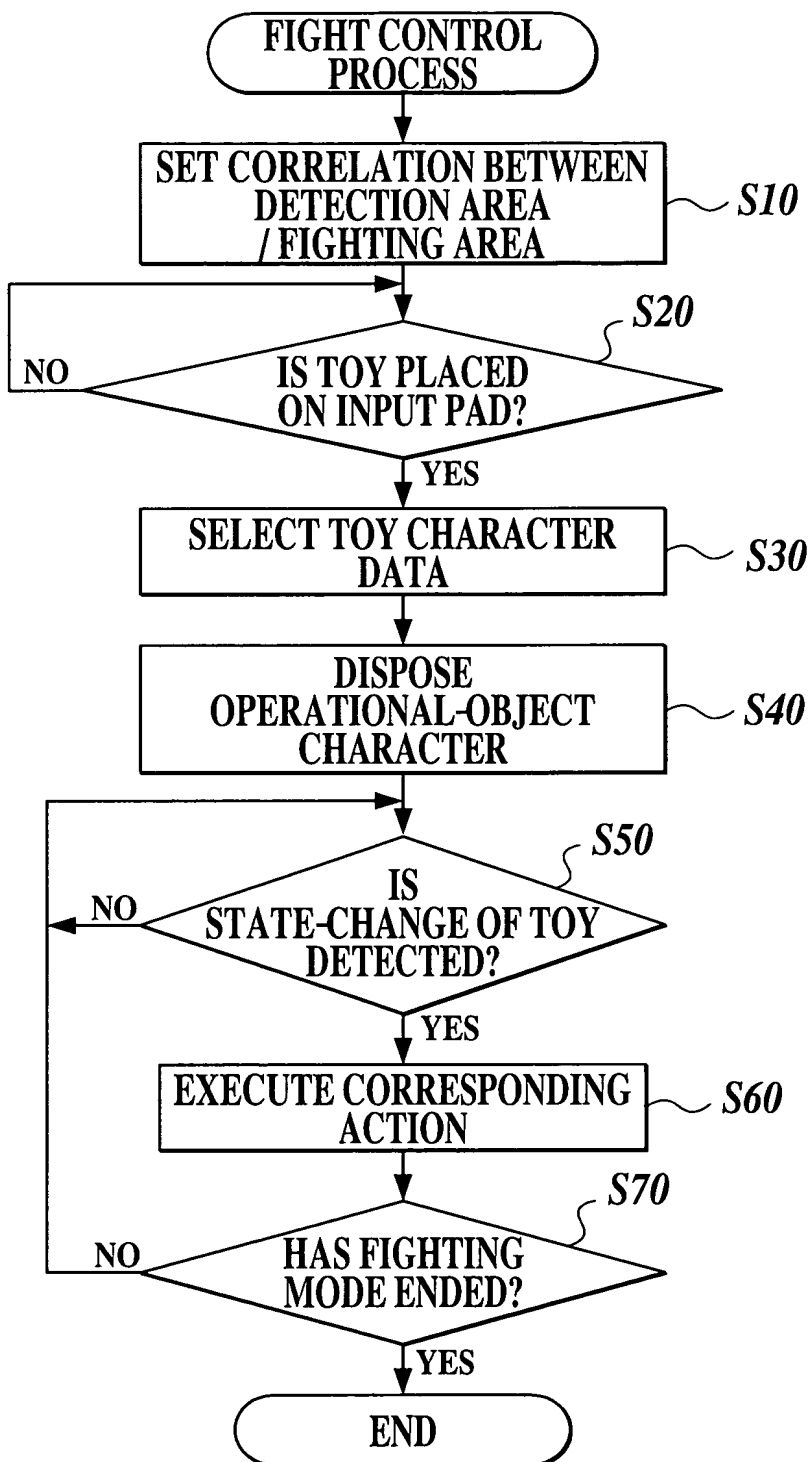 FIGHT CONTROL
PROCESS
SET CORRELATION BETWEEN
DETECTION AREA
/ FIGHTING AREA
S10
S20
NO
IS TOY PLACED
ON INPUT PAD?
YES
SELECT TOY CHARACTER
DATA
S30
DISPOSE
OPERATIONAL-OBJECT
CHARACTER
S40
S50
NO
IS
STATE-CHANGE OF TOY
DETECTED?
YES
EXECUTE CORRESPONDING
ACTION
S60
S70
NO
HAS FIGHTING
MODE ENDED?
YES
END